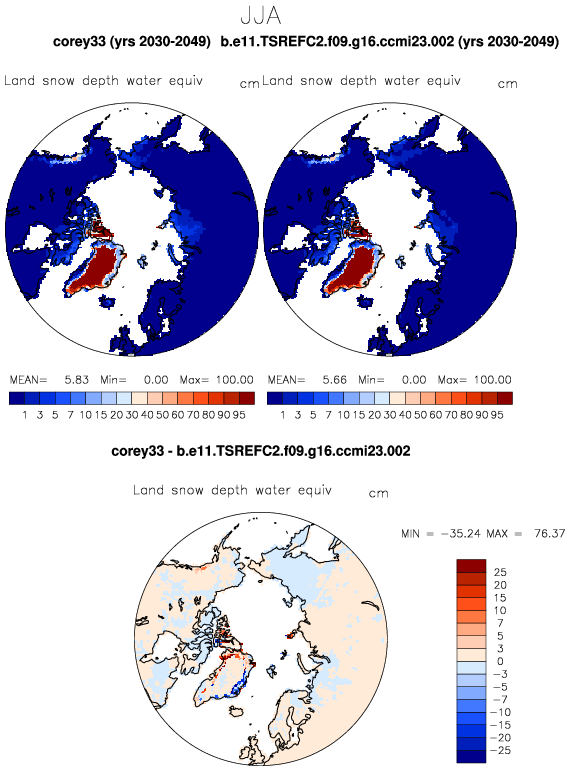 JJA
corey33 (yrs 2030-2049) b.e11.TSREFC2.f09.g16.ccmi23.002 (yrs 2030-2049)
Land snow depth water equiv cm Land snow depth water equiv cm
MEAN= 5.83 Min= 0.00 Max= 100.00 MEAN= 5.66 Min= 0.00 Max= 100.00
1 3 5 7 10 15 20 30 40 50 60 70 80 90 95 1 3 5 7 10 15 20 30 40 50 60 70 80 90 95
corey33 - b.e11.TSREFC2.f09.g16.ccmi23.002
Land snow depth water equiv cm
MIN = -35.24 MAX = 76.37
25
20
15
10
7
5
3
0
-3
-5
-7
-10
-15
-20
-25